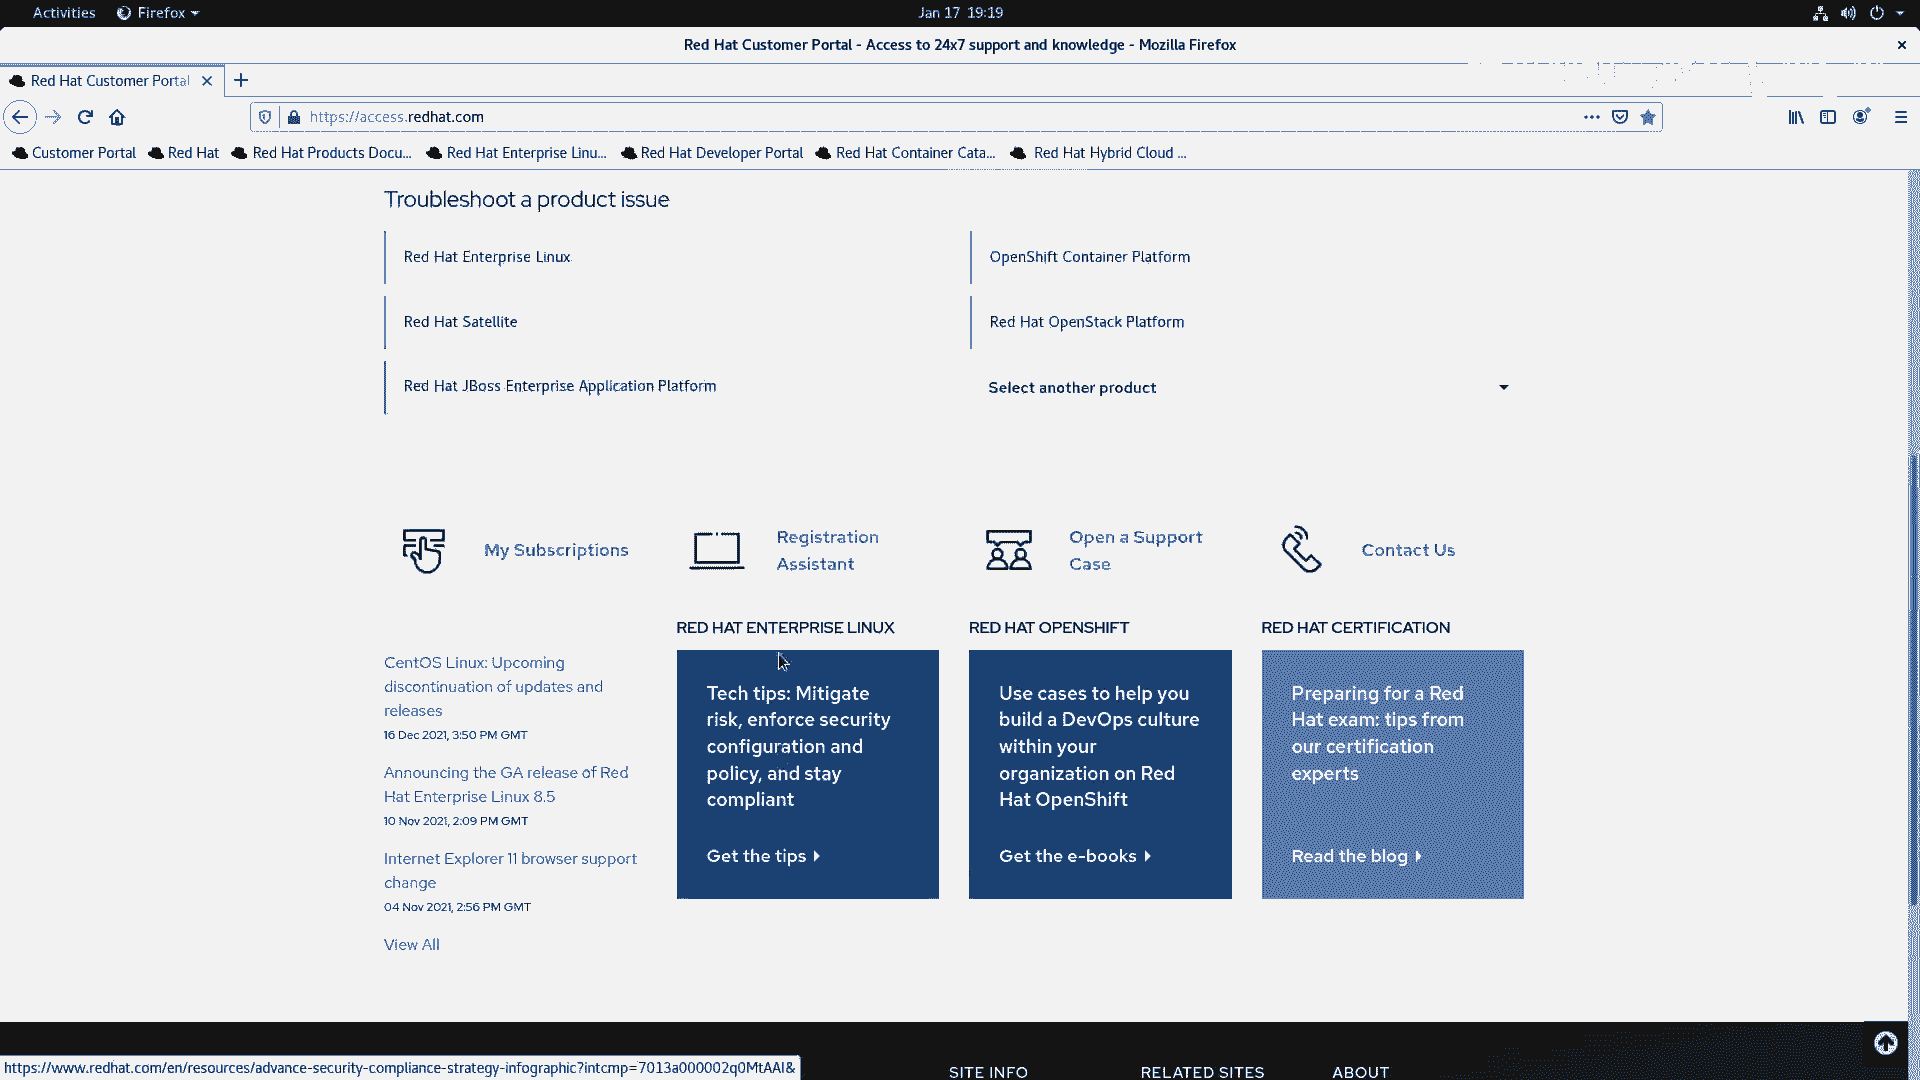 Activities
Firefox
Jan 17 19:19
Red Hat Customer Portal - Access to 24x7 support and knowledge - Mozilla Firefox
Red Hat Customer Portal
https://access.redhat.com
Customer Portal
Red Hat
Red Hat Products Docu...
Red Hat Enterprise Linu...
Red Hat Developer Portal
Red Hat Container Cata...
Red Hat Hybrid Cloud ...
Troubleshoot a product issue
Red Hat Enterprise Linux
OpenShift Container Platform
Red Hat Satellite
Red Hat OpenStack Platform
Red Hat JBoss Enterprise Application Platform
Select another product
My Subscriptions
Registration
Assistant
Open a Support
Case
Contact Us
CentOS Linux: Upcoming
discontinuation of updates and
releases
16 Dec 2021, 3:50 PM GMT
Announcing the GA release of Red
Hat Enterprise Linux 8.5
10 Nov 2021, 2:09 PM GMT
Internet Explorer 11 browser support
change
04 Nov 2021, 2:56 PM GMT
View All
RED HAT ENTERPRISE LINUX
Tech tips: Mitigate
risk, enforce security
configuration and
policy, and stay
compliant
Get the tips
RED HAT OPENSHIFT
Use cases to help you
build a DevOps culture
within your
organization on Red
Hat OpenShift
Get the e-books
RED HAT CERTIFICATION
Preparing for a Red
Hat exam: tips from
our certification
experts
Read the blog
https://www.redhat.com/en/resources/advance-security-compliance-strategy-infographic?intcmp=7013a000002q0MtAAI&
SITE INFO
RELATED SITES
ABOUT